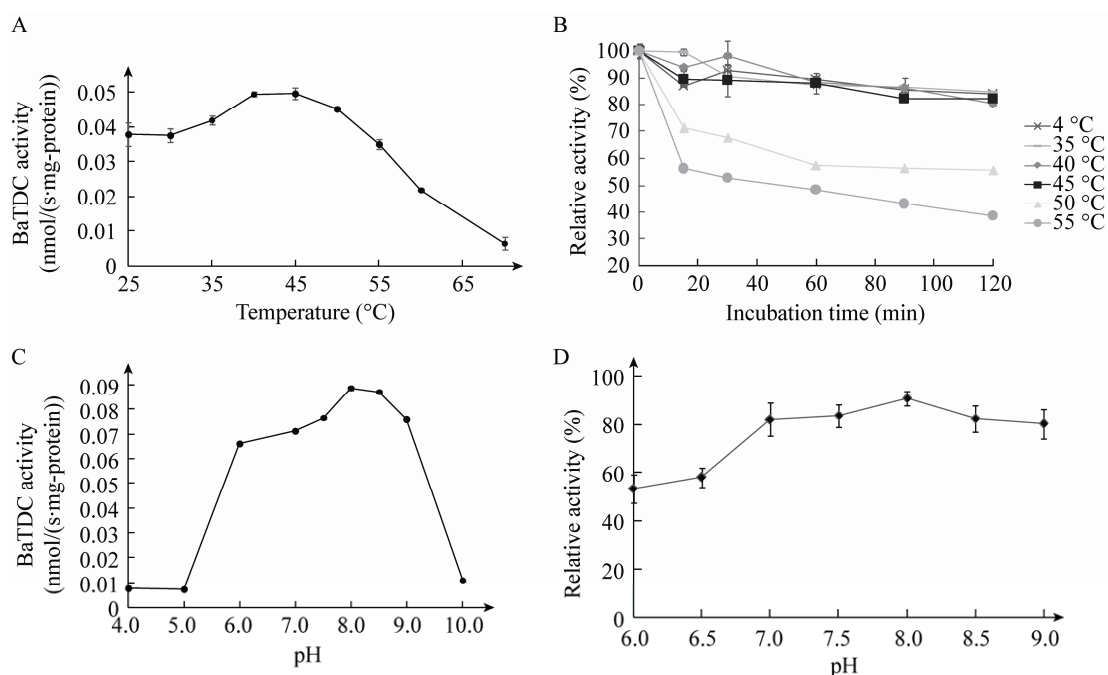 A
BaTDC activity
(nmol/(s·mg-protein))
0.05
0.04
0.03
0.02
0.01
0
25
35
45
55
65
Temperature (°C)
B
Relative activity (%)
100
90
80
70
60
50
40
30
20
0
20
40
60
80
100
120
Incubation time (min)
4 °C
35 °C
40 °C
45 °C
50 °C
55 °C
C
BaTDC activity
(nmol/(s·mg-protein))
0.09
0.08
0.07
0.06
0.05
0.04
0.03
0.02
0.01
0
4.0
5.0
6.0
7.0
8.0
9.0
10.0
pH
D
Relative activity (%)
100
80
60
40
20
0
6.0
6.5
7.0
7.5
8.0
8.5
9.0
pH